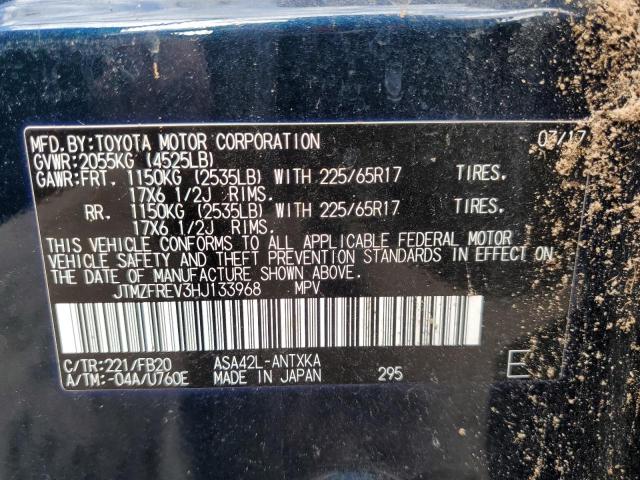 MFD.BY:TOYOTA MOTOR CORPORATION 03/17
GVWR:2055KG (4525LB)
GAWR:FRT. 1150KG (2535LB) WITH 225/65R17 TIRES.
17X6 1/2J RIMS.
RR. 1150KG (2535LB) WITH 225/65R17 TIRES.
17X6 1/2J RIMS.
THIS VEHICLE CONFORMS TO ALL APPLICABLE FEDERAL MOTOR
VEHICLE SAFETY AND THEFT PREVENTION STANDARDS IN EFFECT ON
THE DATE OF MANUFACTURE SHOWN ABOVE.
JTMZFREV3HJ133968 MPV
C/TR:221/FB20 ASA42L-ANTXKA E
A/TM:-04A/U760E MADE IN JAPAN 295